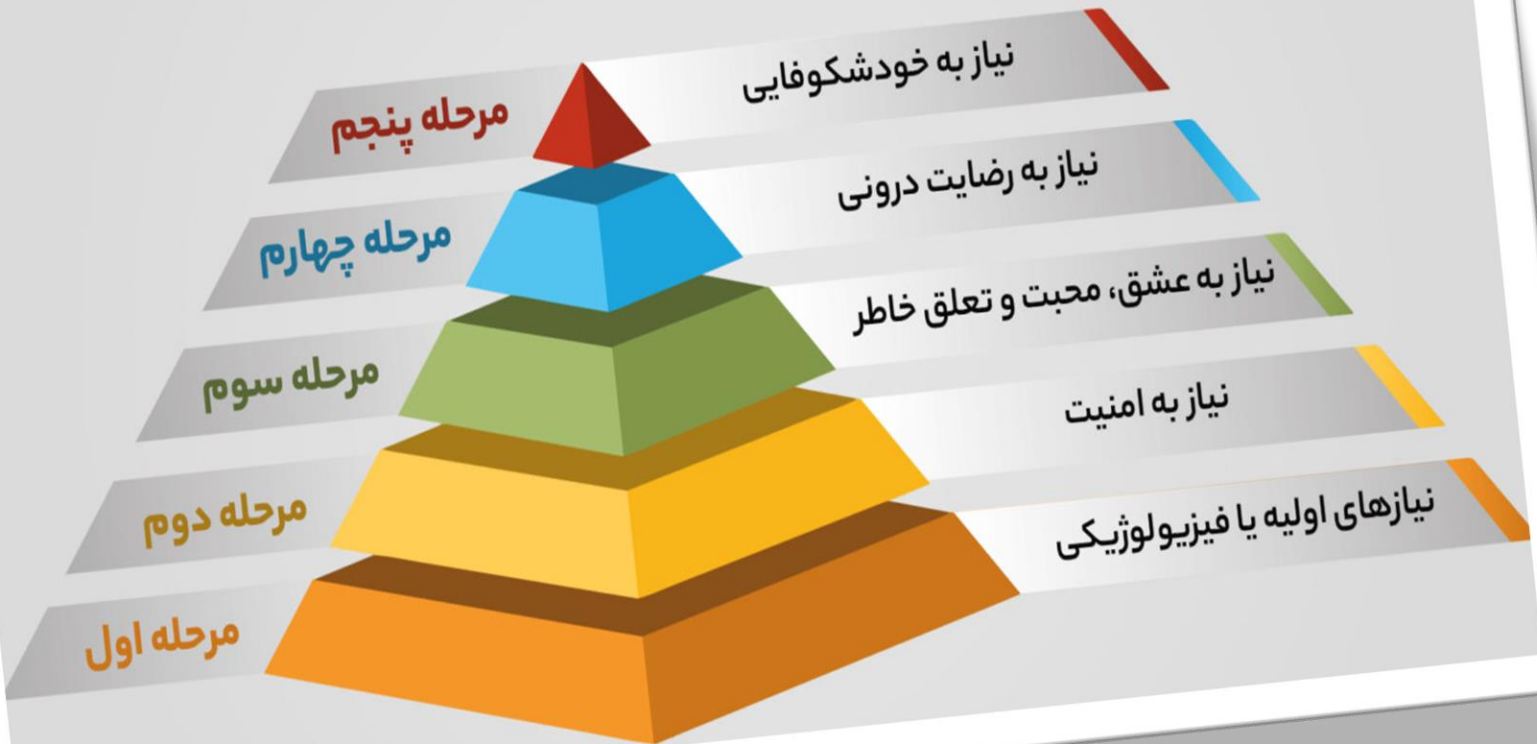 نیاز به خودشکوفایی
مرحله پنجم
نیاز به رضایت درونی
مرحله چهارم
نیاز به عشق، محبت و تعلق خاطر
مرحله سوم
نیاز به امنیت
مرحله دوم
نیازهای اولیه یا فیزیولوژیکی
مرحله اول